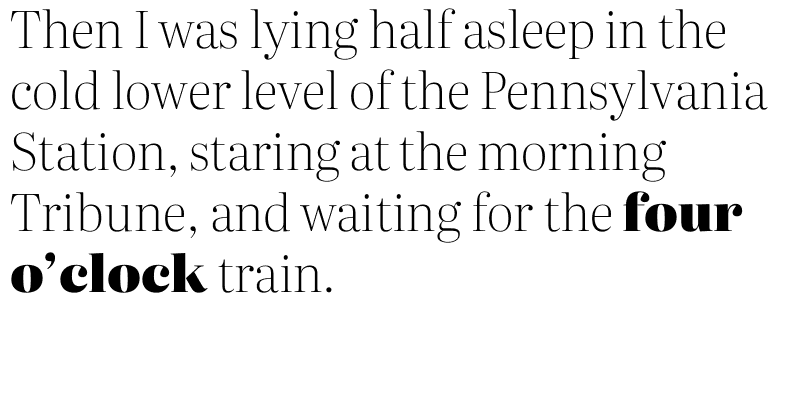 Then I was lying half asleep in the
cold lower level of the Pennsylvania
Station, staring at the morning
Tribune, and waiting for the four
o’clock train.